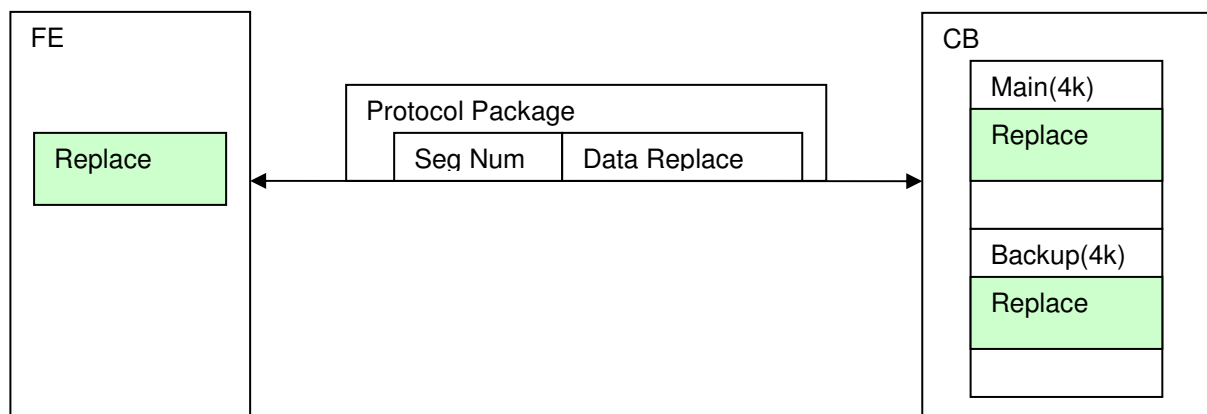 FE
Replace
Protocol Package
Seg Num
Data Replace
CB
Main(4k)
Replace
Backup(4k)
Replace